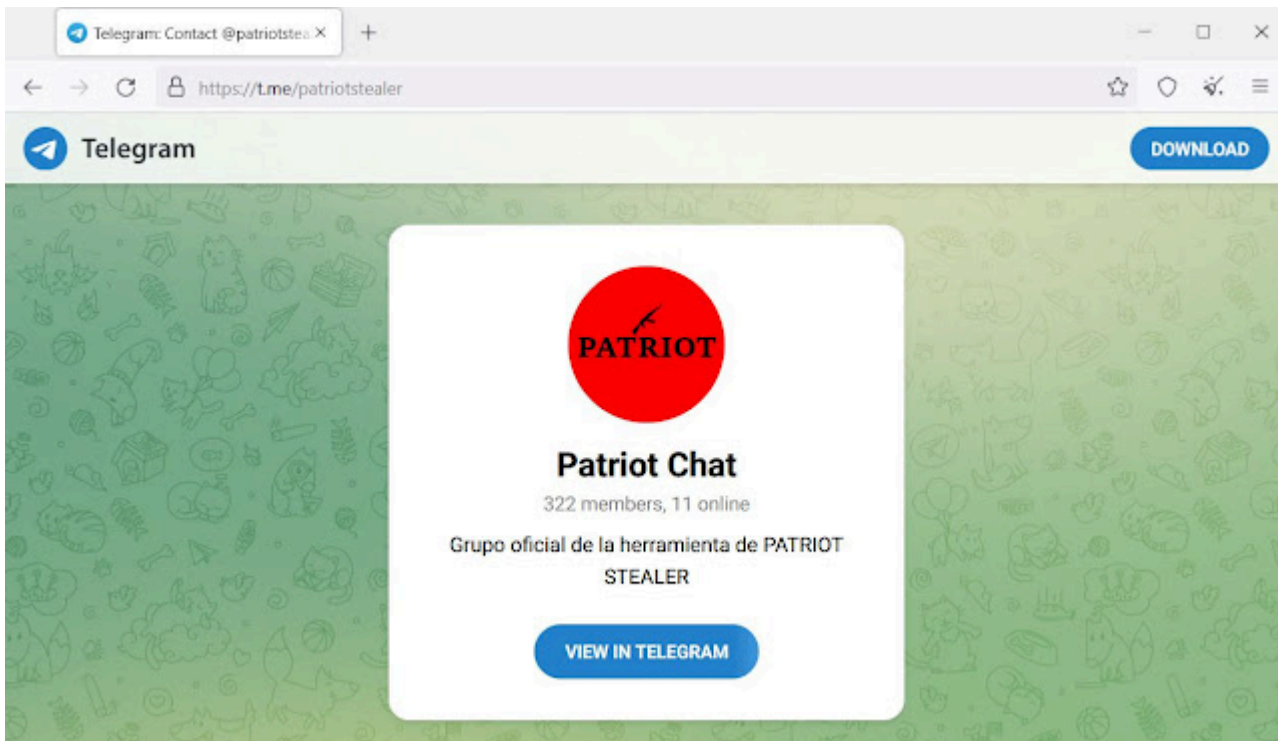 Telegram: Contact @patriotstea
https://t.me/patriotstealer
Telegram
DOWNLOAD
PATRIOT
Patriot Chat
322 members, 11 online
Grupo oficial de la herramienta de PATRIOT
STEALER
VIEW IN TELEGRAM